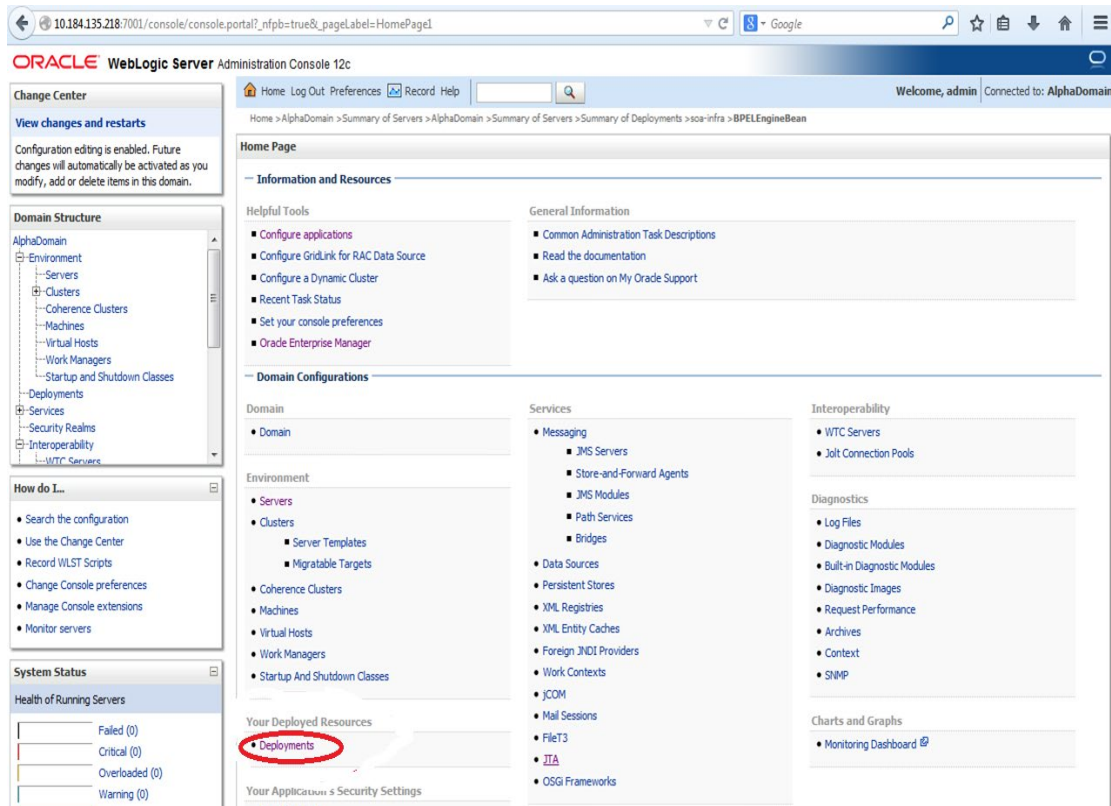 10.184.135.218:7001/console/console.portal?_nfpb=true&_pageLabel=HomePage1
Google
ORACLE WebLogic Server Administration Console 12c
Change Center
View changes and restarts
Configuration editing is enabled. Future
changes will automatically be activated as you
modify, add or delete items in this domain.
Domain Structure
AlphaDomain
Environment
Servers
Clusters
Coherence Clusters
Machines
Virtual Hosts
Work Managers
Startup and Shutdown Classes
Deployments
Services
Security Realms
Interoperability
WTC Servers
How do I...
Search the configuration
Use the Change Center
Record WLST Scripts
Change Console preferences
Manage Console extensions
Monitor servers
System Status
Health of Running Servers
Failed (0)
Critical (0)
Overloaded (0)
Warning (0)
Home Log Out Preferences Record Help
Welcome, admin Connected to: AlphaDomain
Home >AlphaDomain >Summary of Servers >AlphaDomain >Summary of Servers >Summary of Deployments >soa-infra >BPELEngineBean
Home Page
Information and Resources
Helpful Tools
Configure applications
Configure GridLink for RAC Data Source
Configure a Dynamic Cluster
Recent Task Status
Set your console preferences
Oracle Enterprise Manager
General Information
Common Administration Task Descriptions
Read the documentation
Ask a question on My Oracle Support
Domain Configurations
Domain
Domain
Environment
Servers
Clusters
Server Templates
Migratable Targets
Coherence Clusters
Machines
Virtual Hosts
Work Managers
Startup And Shutdown Classes
Your Deployed Resources
Deployments
Your Application's Security Settings
Services
Messaging
JMS Servers
Store-and-Forward Agents
JMS Modules
Path Services
Bridges
Data Sources
Persistent Stores
XML Registries
XML Entity Caches
Foreign JNDI Providers
Work Contexts
jCOM
Mail Sessions
FileT3
JTA
OSGi Frameworks
Interoperability
WTC Servers
Jolt Connection Pools
Diagnostics
Log Files
Diagnostic Modules
Built-in Diagnostic Modules
Diagnostic Images
Request Performance
Archives
Context
SNMP
Charts and Graphs
Monitoring Dashboard